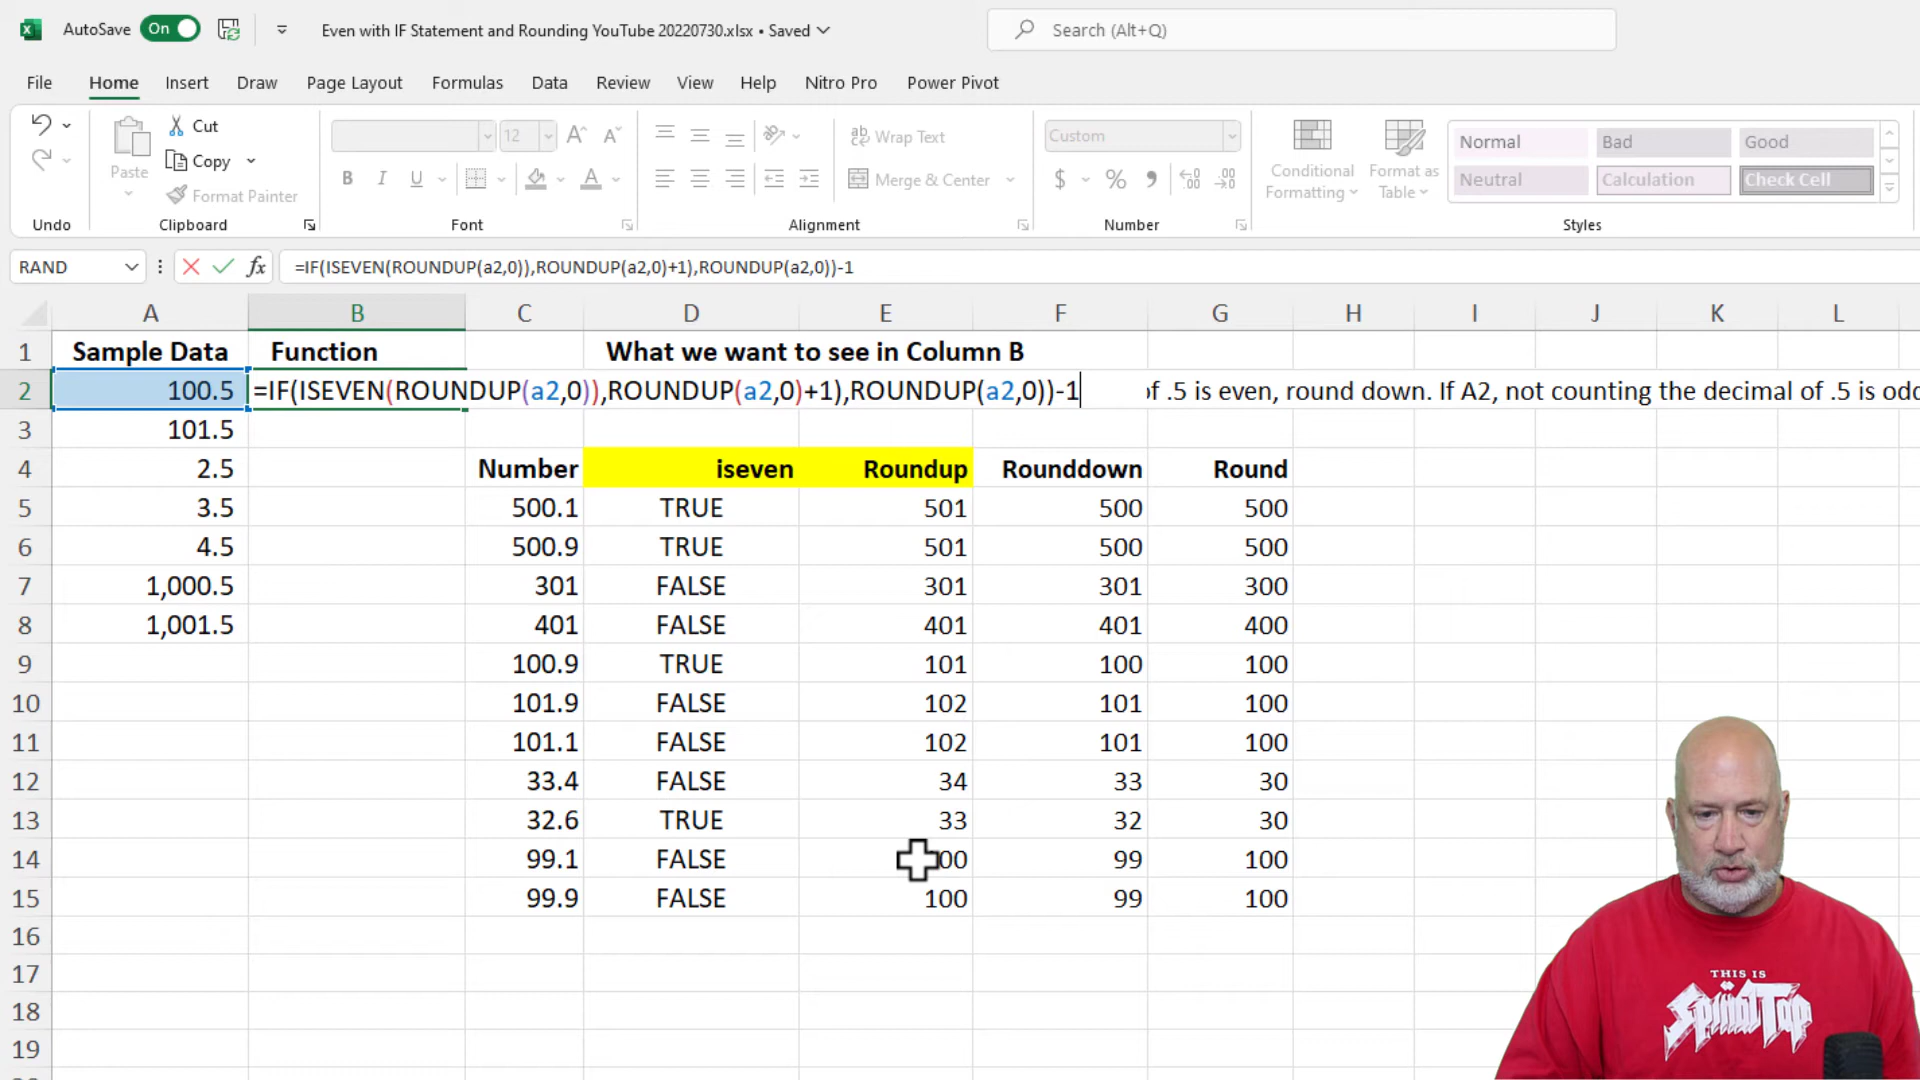 AutoSave On Even with IF Statement and Rounding YouTube 20220730.xlsx • Saved Search (Alt+Q)
File Home Insert Draw Page Layout Formulas Data Review View Help Nitro Pro Power Pivot
Paste Cut Copy Format Painter
12 B I U
ab Wrap Text Merge & Center
Custom $ % 9
Conditional Formatting Format as Table
Normal Bad Good
Neutral Calculation Check Cell
Undo Clipboard Font Alignment Number Styles
RAND fx =IF(ISEVEN(ROUNDUP(a2,0)),ROUNDUP(a2,0)+1),ROUNDUP(a2,0))-1
A B C D E F G H I J K L
1 Sample Data Function What we want to see in Column B
2 100.5 =IF(ISEVEN(ROUNDUP(a2,0)),ROUNDUP(a2,0)+1),ROUNDUP(a2,0))-1 of .5 is even, round down. If A2, not counting the decimal of .5 is odd
3 101.5
4 2.5 Number iseven Roundup Rounddown Round
5 3.5 500.1 TRUE 501 500 500
6 4.5 500.9 TRUE 501 500 500
7 1,000.5 301 FALSE 301 301 300
8 1,001.5 401 FALSE 401 401 400
9 100.9 TRUE 101 100 100
10 101.9 FALSE 102 101 100
11 101.1 FALSE 102 101 100
12 33.4 FALSE 34 33 30
13 32.6 TRUE 33 32 30
14 99.1 FALSE 00 99 100
15 99.9 FALSE 100 99 100
16
17
18
19
THIS IS
Spın̈al Tap